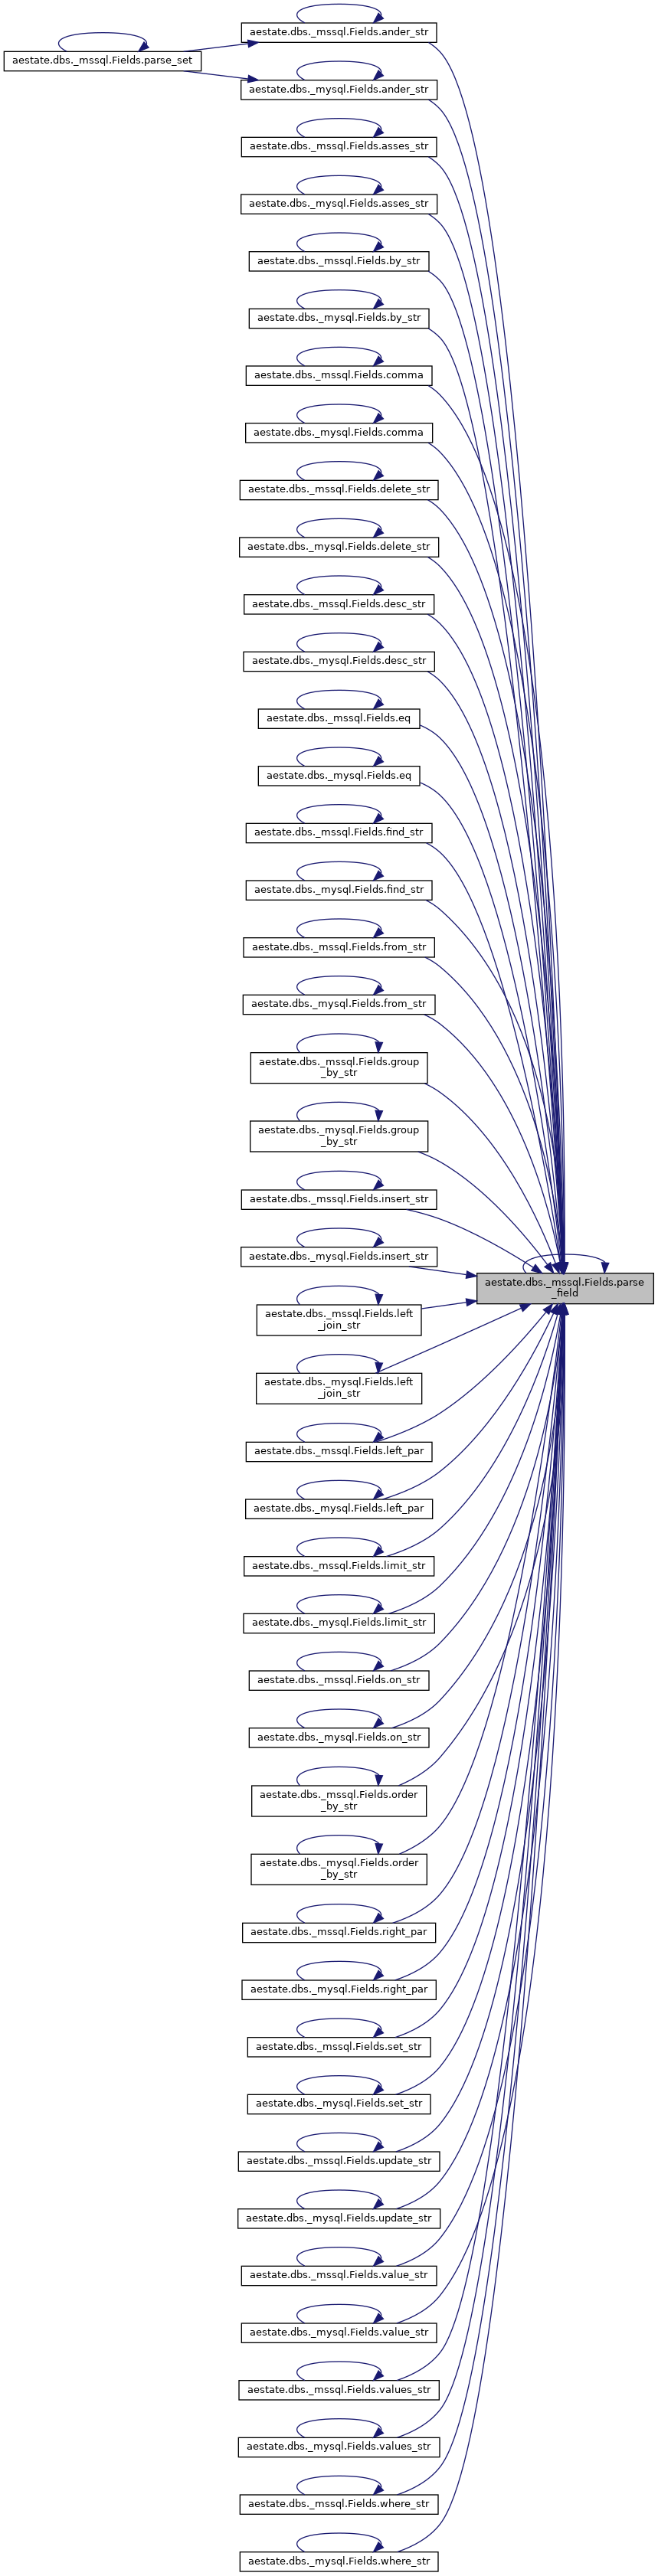 aestate.dbs._mssql.Fields.ander_str
aestate.dbs._mssql.Fields.parse_set
aestate.dbs._mysql.Fields.ander_str
aestate.dbs._mssql.Fields.asses_str
aestate.dbs._mysql.Fields.asses_str
aestate.dbs._mssql.Fields.by_str
aestate.dbs._mysql.Fields.by_str
aestate.dbs._mssql.Fields.comma
aestate.dbs._mysql.Fields.comma
aestate.dbs._mssql.Fields.delete_str
aestate.dbs._mysql.Fields.delete_str
aestate.dbs._mssql.Fields.desc_str
aestate.dbs._mysql.Fields.desc_str
aestate.dbs._mssql.Fields.eq
aestate.dbs._mysql.Fields.eq
aestate.dbs._mssql.Fields.find_str
aestate.dbs._mysql.Fields.find_str
aestate.dbs._mssql.Fields.from_str
aestate.dbs._mysql.Fields.from_str
aestate.dbs._mssql.Fields.group
_by_str
aestate.dbs._mysql.Fields.group
_by_str
aestate.dbs._mssql.Fields.insert_str
aestate.dbs._mysql.Fields.insert_str
aestate.dbs._mssql.Fields.parse
_field
aestate.dbs._mssql.Fields.left
_join_str
aestate.dbs._mysql.Fields.left
_join_str
aestate.dbs._mssql.Fields.left_par
aestate.dbs._mysql.Fields.left_par
aestate.dbs._mssql.Fields.limit_str
aestate.dbs._mysql.Fields.limit_str
aestate.dbs._mssql.Fields.on_str
aestate.dbs._mysql.Fields.on_str
aestate.dbs._mssql.Fields.order
_by_str
aestate.dbs._mysql.Fields.order
_by_str
aestate.dbs._mssql.Fields.right_par
aestate.dbs._mysql.Fields.right_par
aestate.dbs._mssql.Fields.set_str
aestate.dbs._mysql.Fields.set_str
aestate.dbs._mssql.Fields.update_str
aestate.dbs._mysql.Fields.update_str
aestate.dbs._mssql.Fields.value_str
aestate.dbs._mysql.Fields.value_str
aestate.dbs._mssql.Fields.values_str
aestate.dbs._mysql.Fields.values_str
aestate.dbs._mssql.Fields.where_str
aestate.dbs._mysql.Fields.where_str